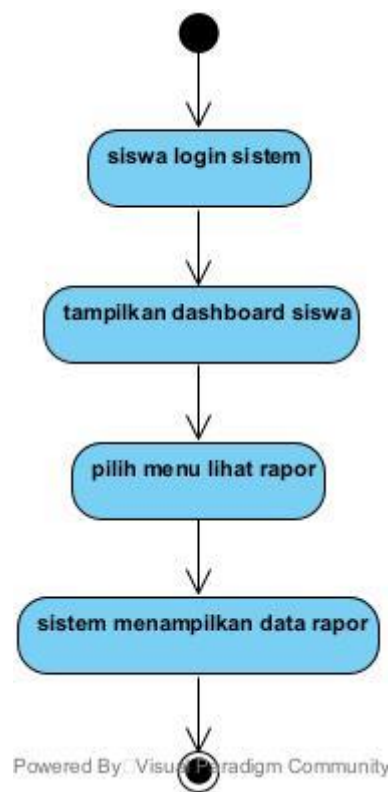 siswa login sistem
tampilkan dashboard siswa
pilih menu lihat rapor
sistem menampilkan data rapor
Powered By Visual Paradigm Community